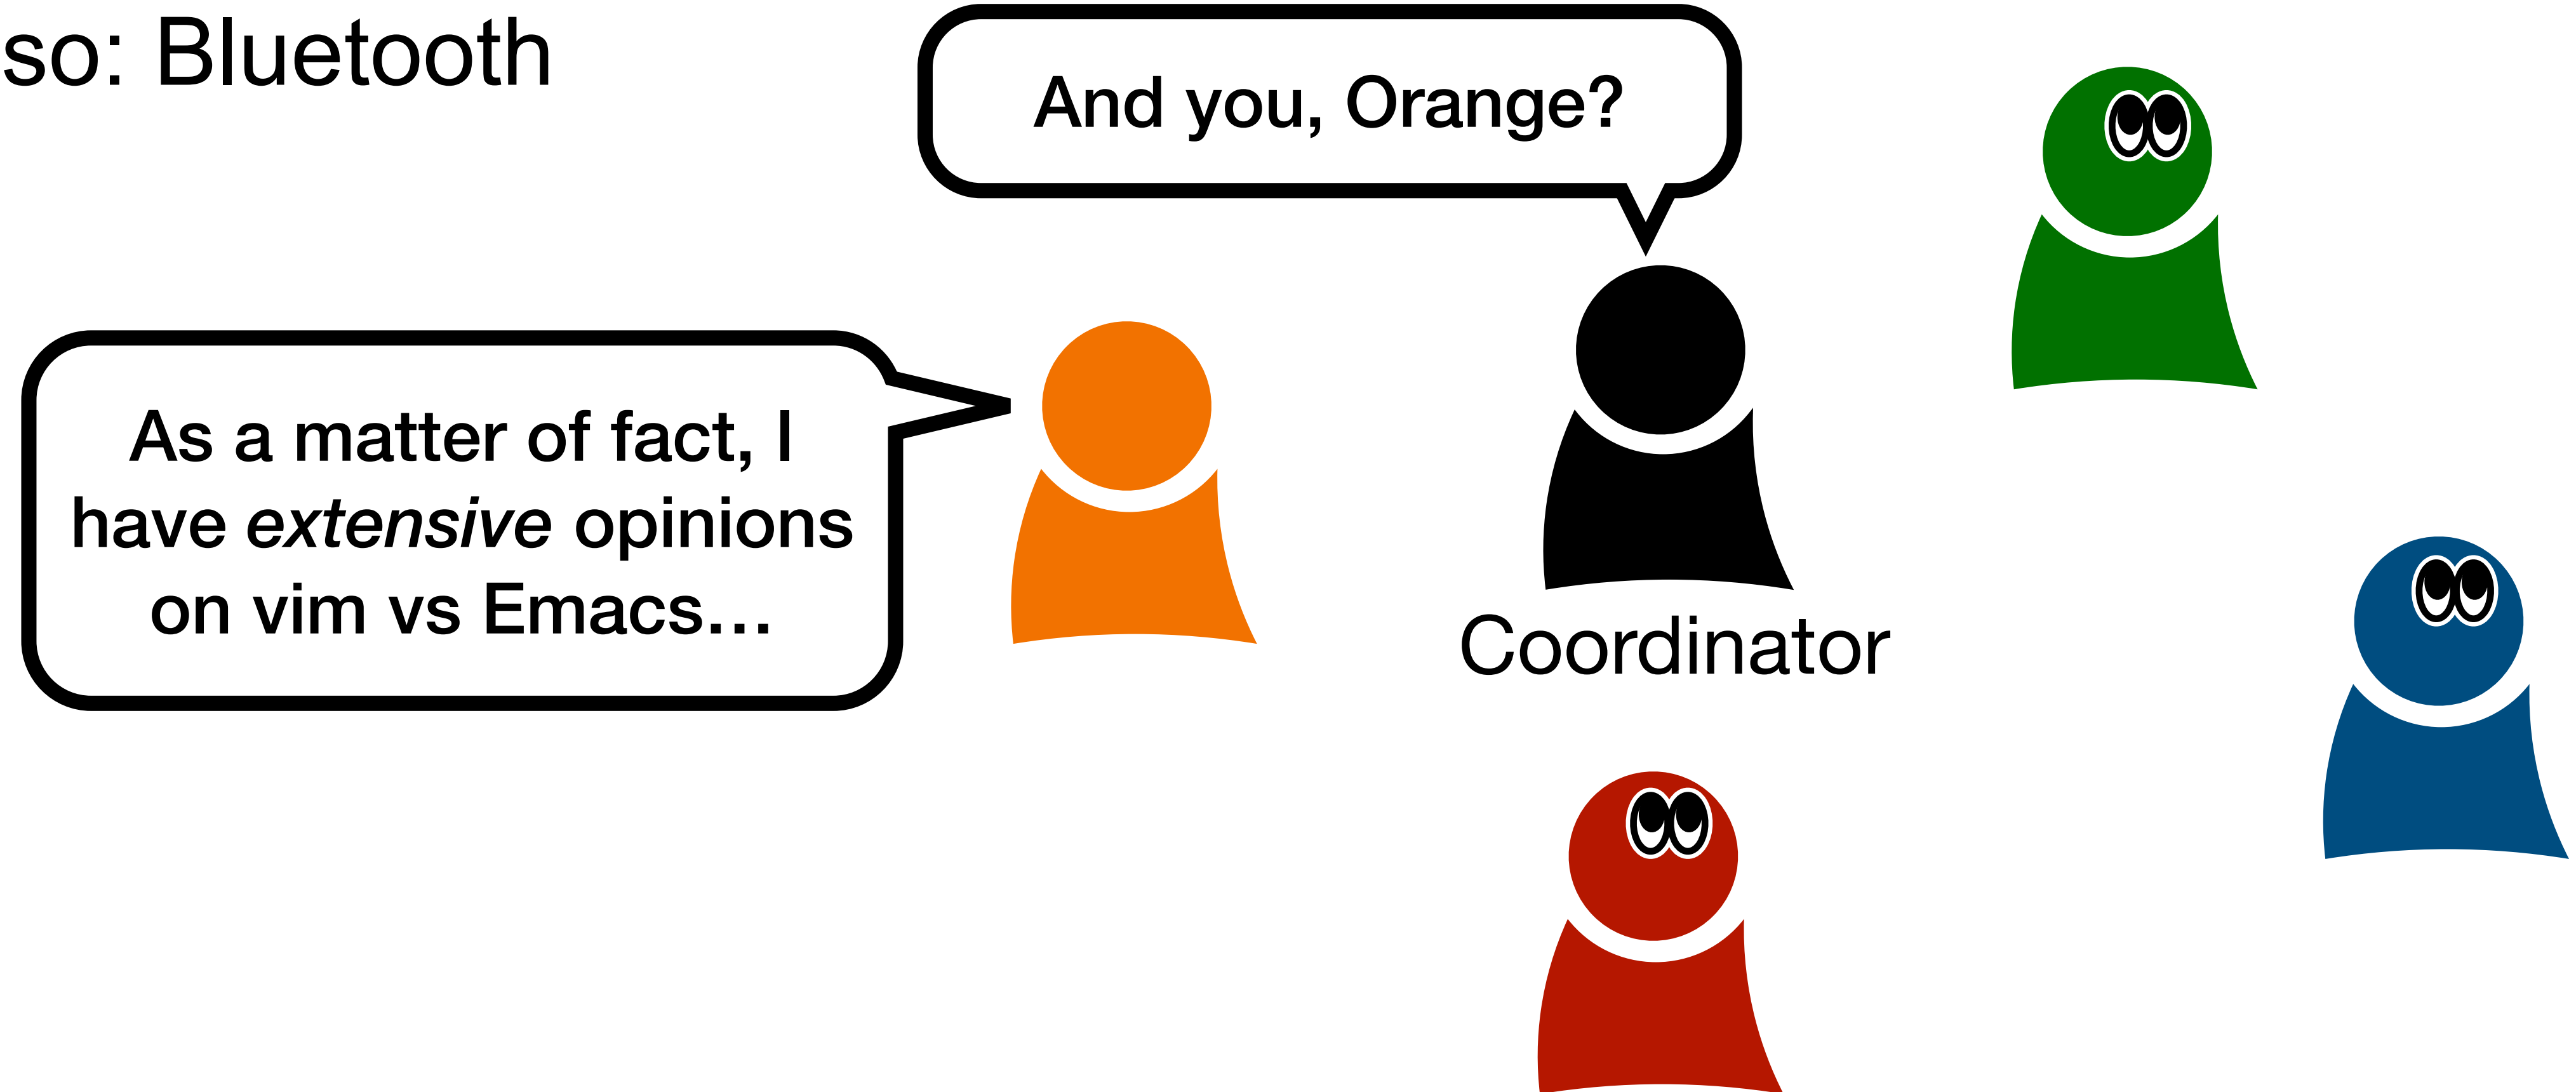 so: Bluetooth
And you, Orange?
As a matter of fact, I
have extensive opinions
on vim vs Emacs...
Coordinator